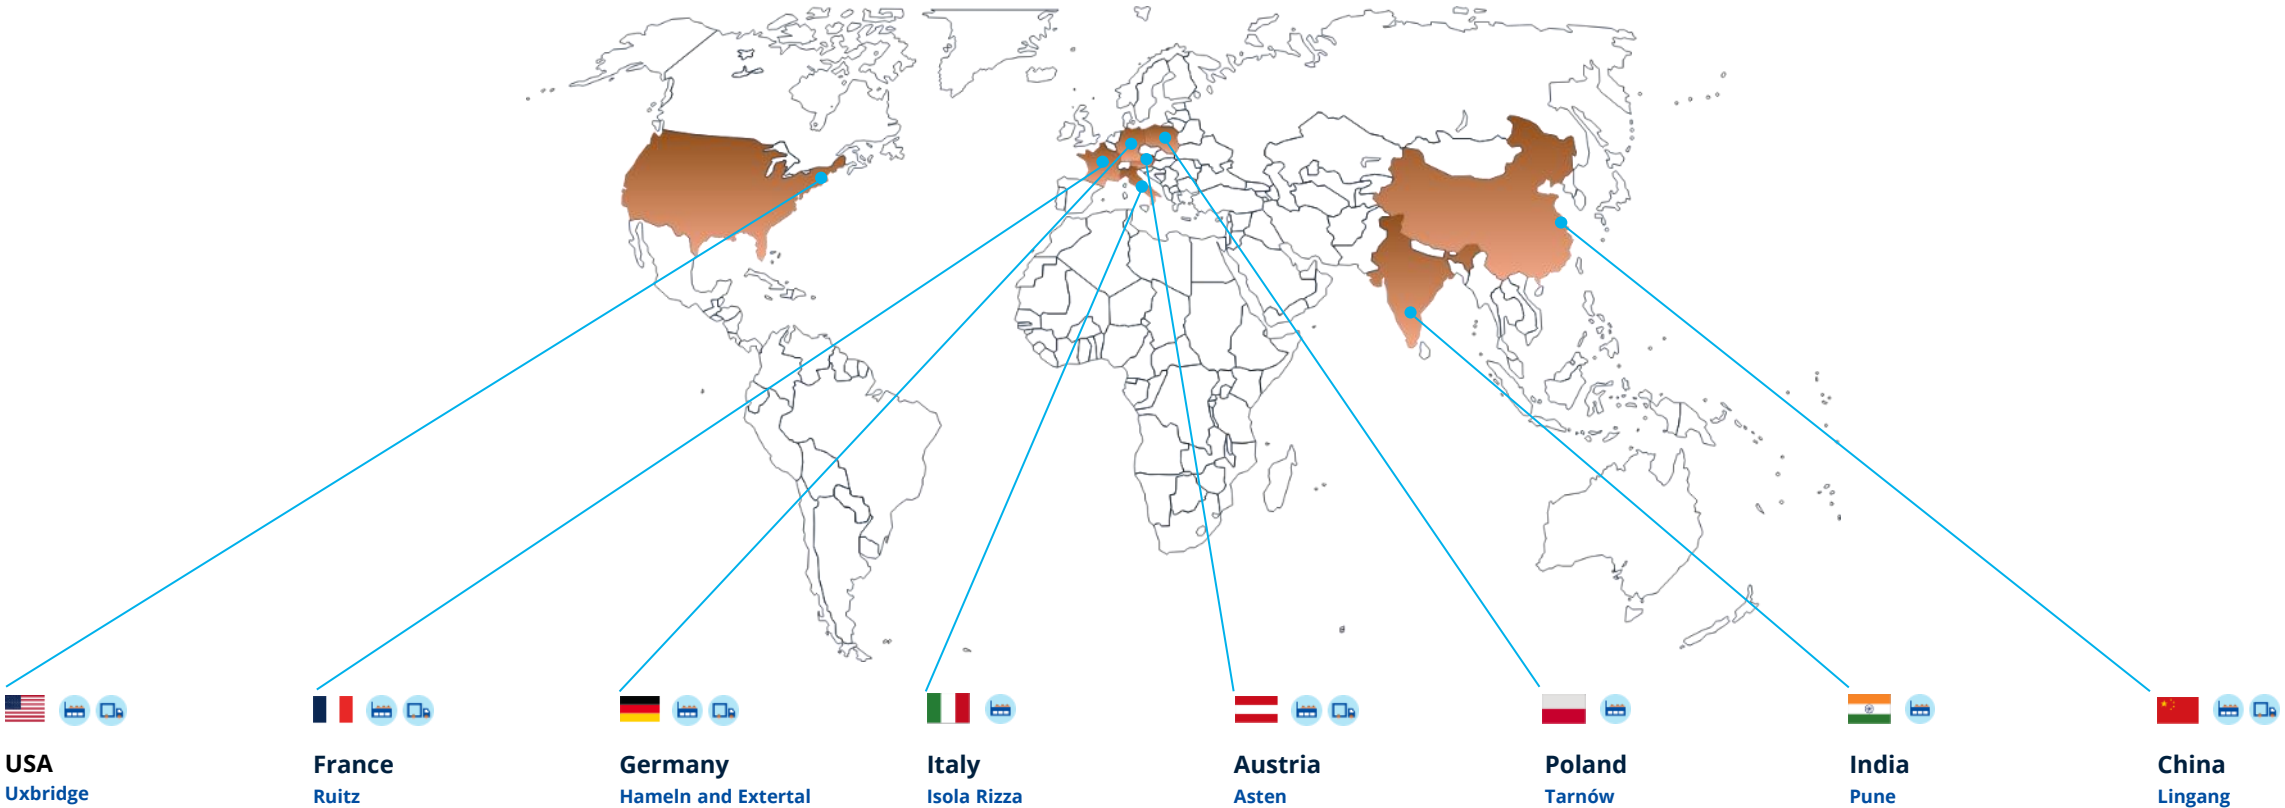 USA
Uxbridge
France
Ruitz
Germany
Hameln and Extertal
Italy
Isola Rizza
Austria
Asten
Poland
Tarnów
India
Pune
China
Lingang